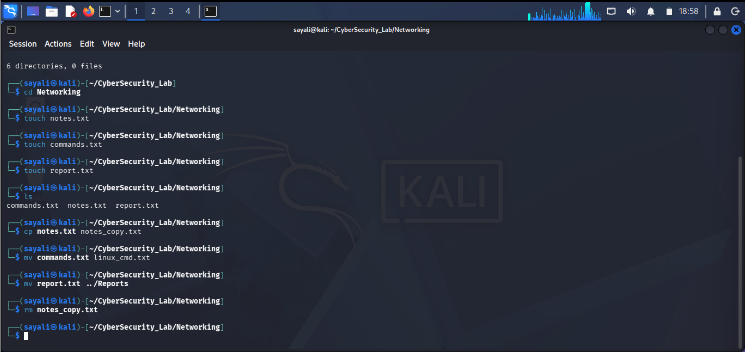 1 2 3 4 18:58
sayali@kali: ~/CyberSecurity_Lab/Networking
Session Actions Edit View Help
6 directories, 0 files
┌──(sayali㉿kali)-[~/CyberSecurity_Lab]
└─$ cd Networking
┌──(sayali㉿kali)-[~/CyberSecurity_Lab/Networking]
└─$ touch notes.txt
┌──(sayali㉿kali)-[~/CyberSecurity_Lab/Networking]
└─$ touch commands.txt
┌──(sayali㉿kali)-[~/CyberSecurity_Lab/Networking]
└─$ touch report.txt
┌──(sayali㉿kali)-[~/CyberSecurity_Lab/Networking]
└─$ ls
commands.txt notes.txt report.txt
┌──(sayali㉿kali)-[~/CyberSecurity_Lab/Networking]
└─$ cp notes.txt notes_copy.txt
┌──(sayali㉿kali)-[~/CyberSecurity_Lab/Networking]
└─$ mv commands.txt linux_cmd.txt
┌──(sayali㉿kali)-[~/CyberSecurity_Lab/Networking]
└─$ mv report.txt ../Reports
┌──(sayali㉿kali)-[~/CyberSecurity_Lab/Networking]
└─$ rm notes_copy.txt
┌──(sayali㉿kali)-[~/CyberSecurity_Lab/Networking]
└─$
KALI